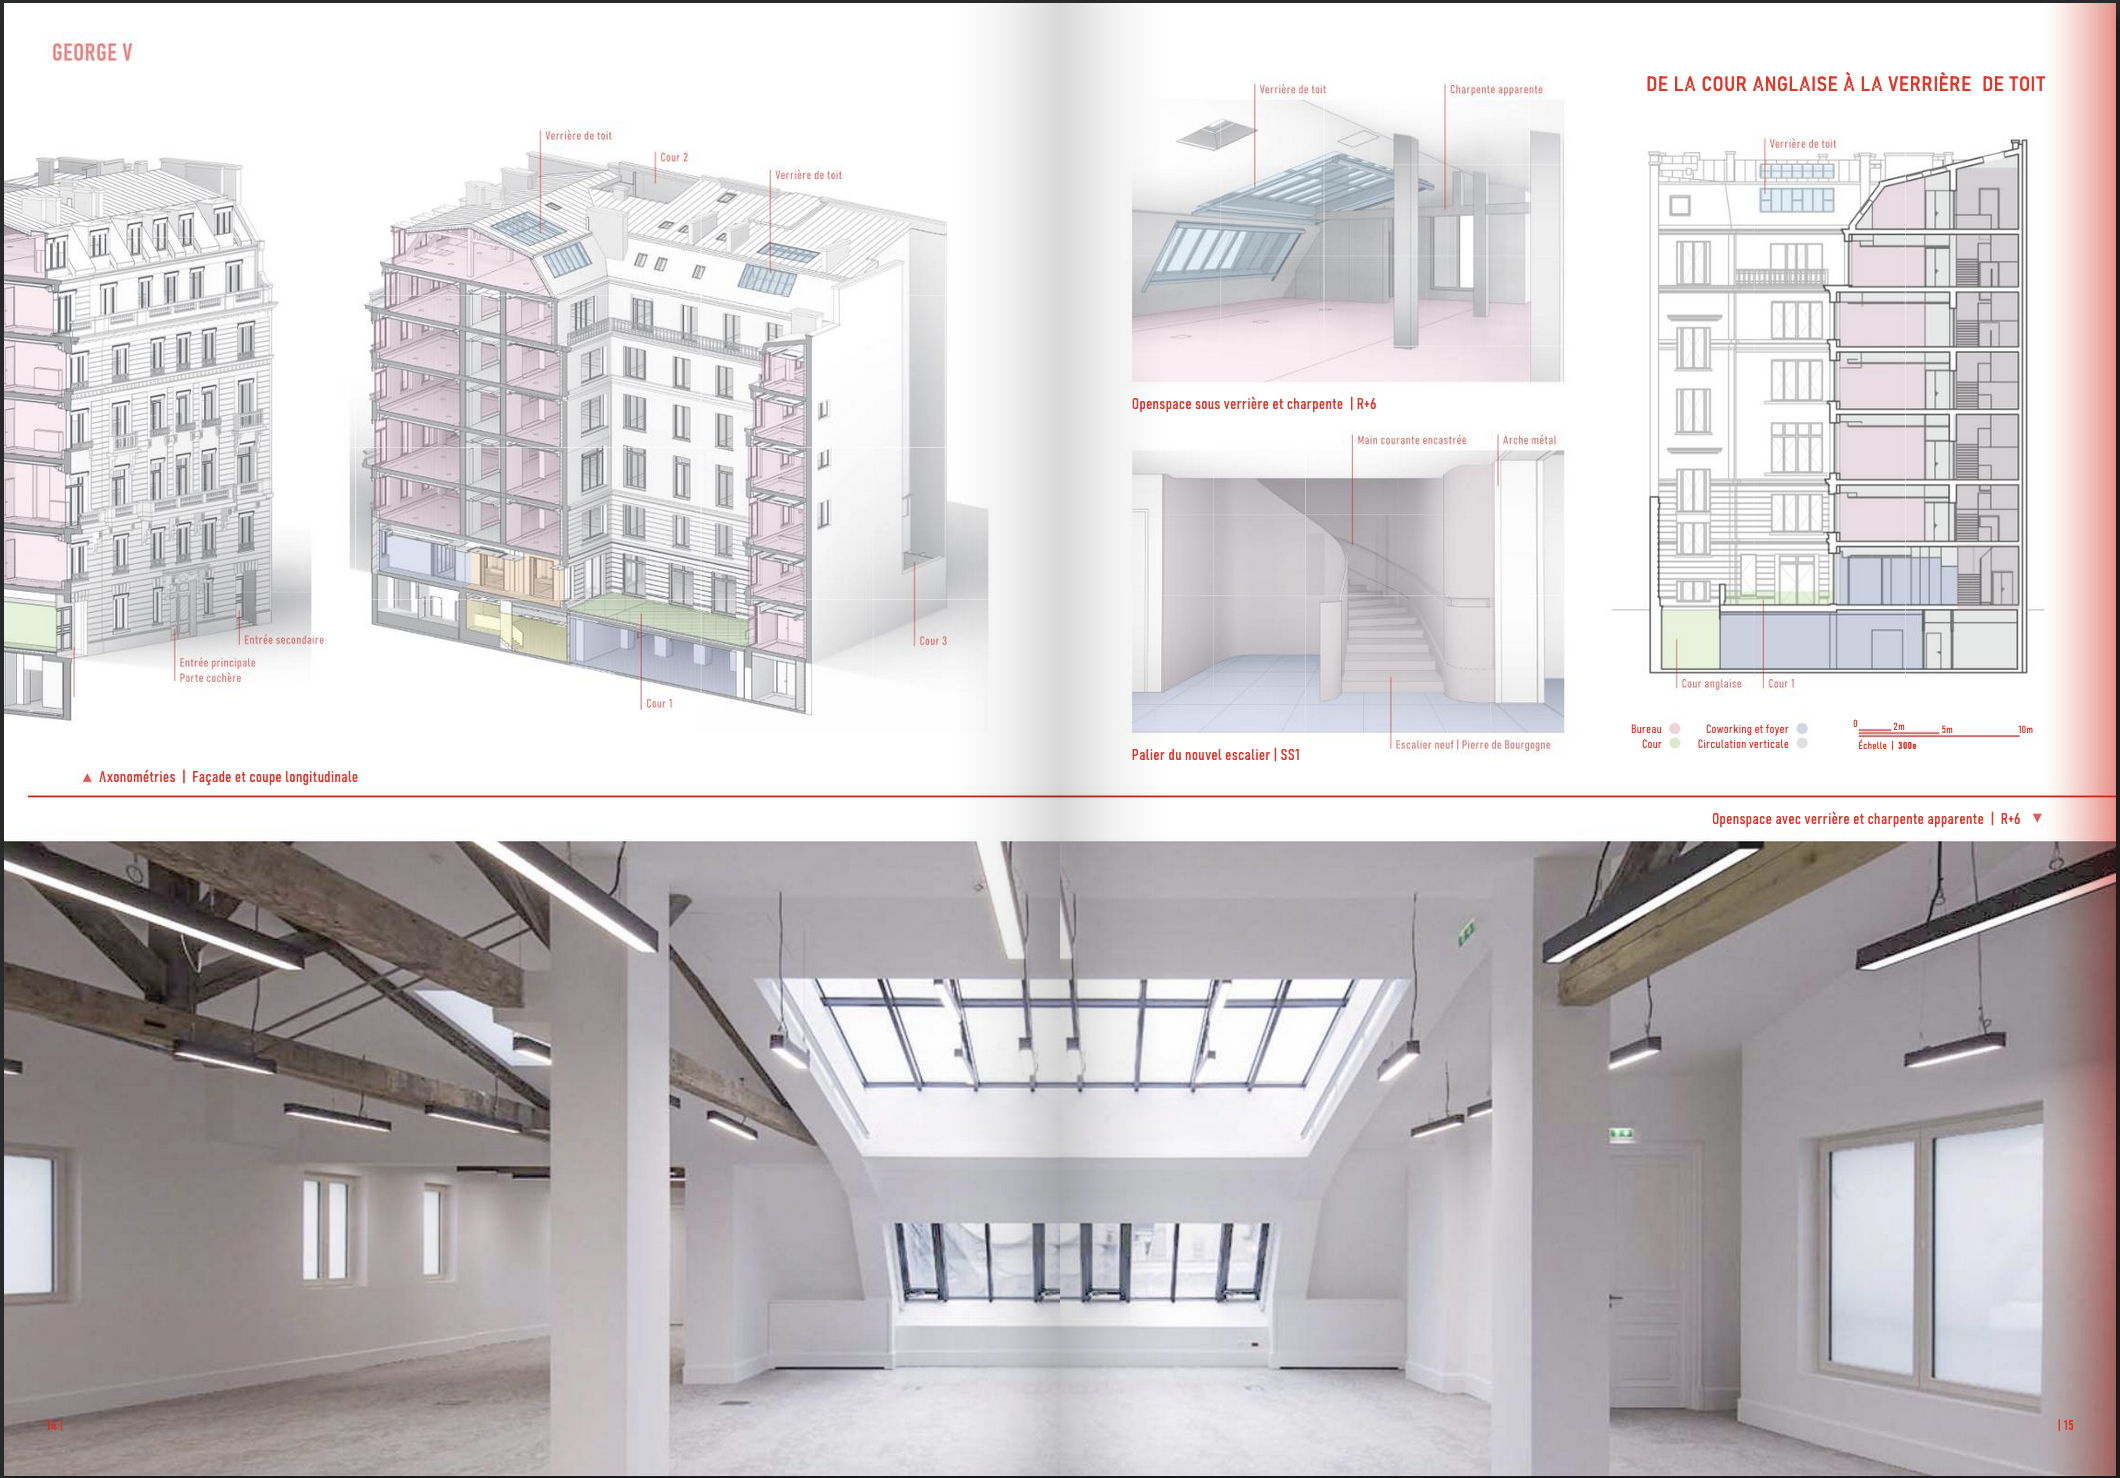 GEORGE V
Verrière de toit
Cour 2
Verrière de toit
Entrée secondaire
Entrée principale
Porte cochère
Cour 1
Cour 3
▲ Axonométries | Façade et coupe longitudinale
DE LA COUR ANGLAISE À LA VERRIÈRE DE TOIT
Verrière de toit
Charpente apparente
Openspace sous verrière et charpente | R+6
Main courante encastrée
Arche métal
Escalier neuf | Pierre de Bourgogne
Palier du nouvel escalier | SS1
Verrière de toit
Cour anglaise
Cour 1
Bureau
Coworking et foyer
Cour
Circulation verticale
0 2m 5m 10m
Échelle | 300e
Openspace avec verrière et charpente apparente | R+6 ▼
| 15